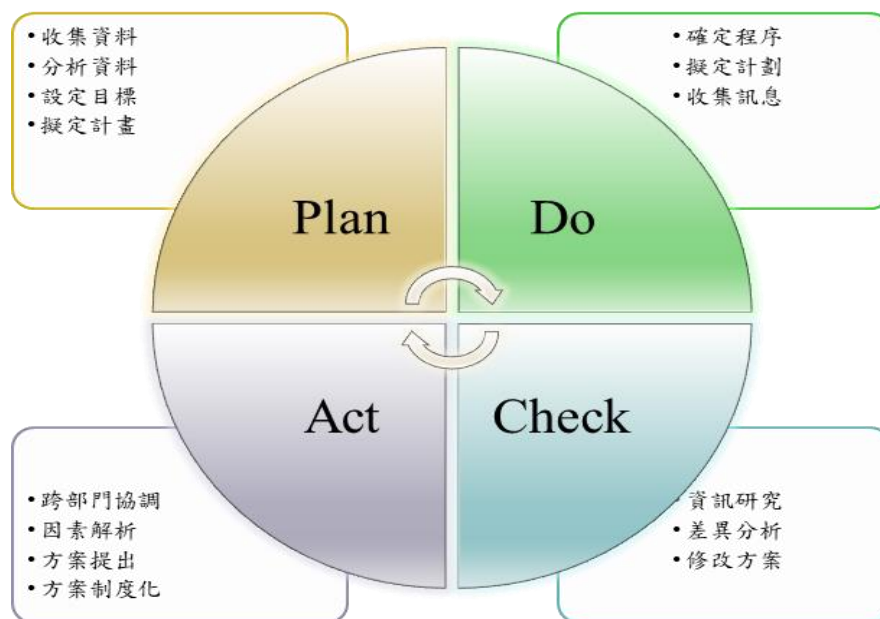 • 收集資料
• 分析資料
• 設定目標
• 擬定計畫
• 確定程序
• 擬定計劃
• 收集訊息
Plan
Do
Act
Check
• 跨部門協調
• 因素解析
• 方案提出
• 方案制度化
• 資訊研究
• 差異分析
• 修改方案